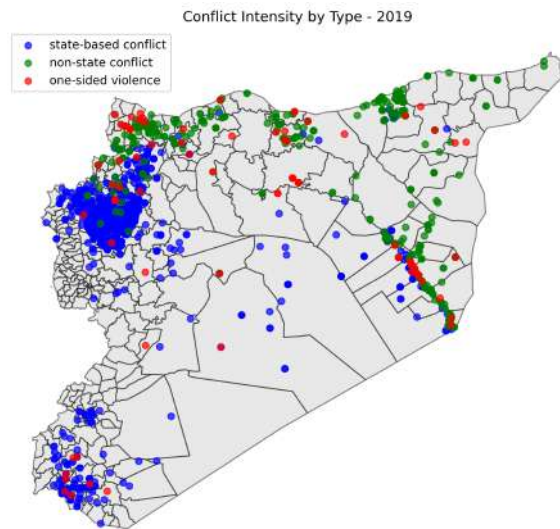 Conflict Intensity by Type - 2019
state-based conflict
non-state conflict
one-sided violence